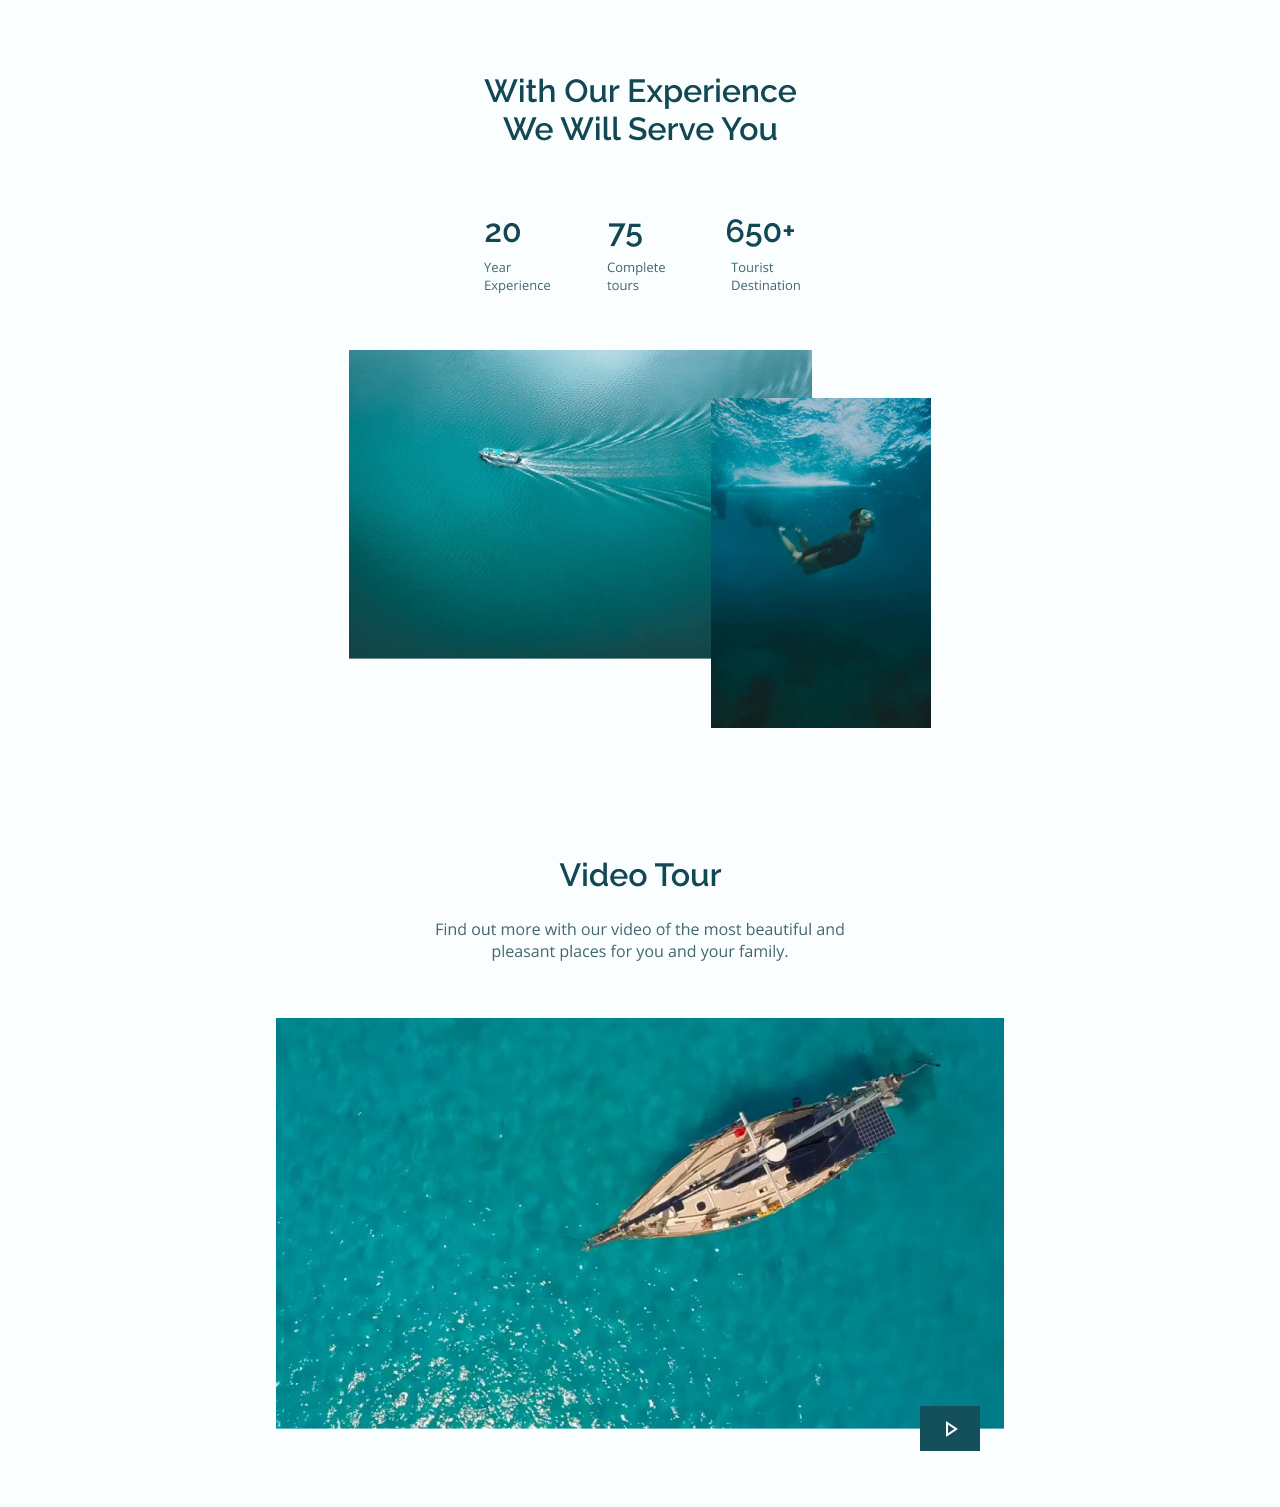 With Our Experience
We Will Serve You
20
75
650+
Year
Experience
Complete
tours
Tourist
Destination
Video Tour
Find out more with our video of the most beautiful and
pleasant places for you and your family.